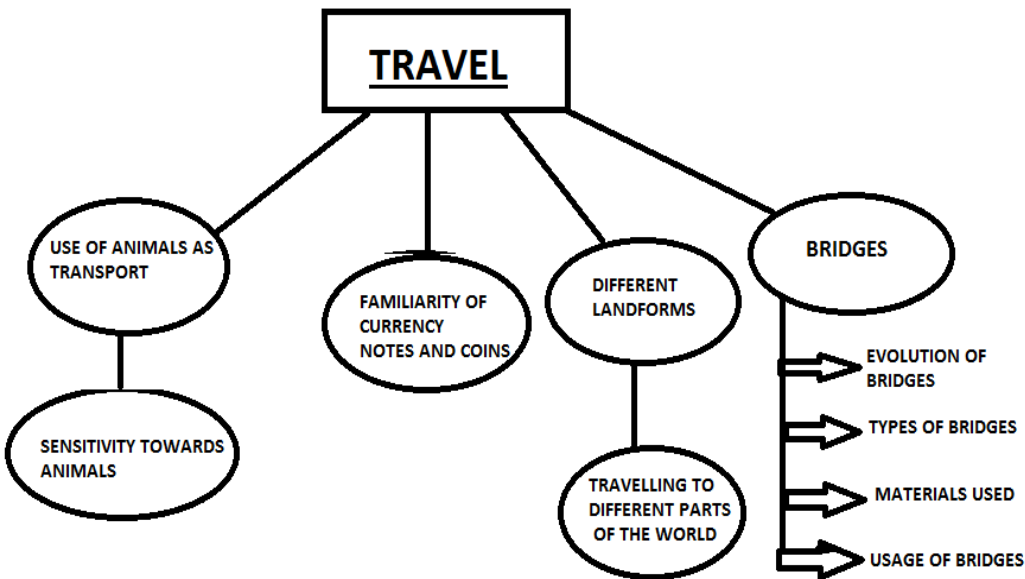 TRAVEL
USE OF ANIMALS AS
TRANSPORT
SENSITIVITY TOWARDS
ANIMALS
FAMILIARITY OF
CURRENCY
NOTES AND COINS
DIFFERENT
LANDFORMS
TRAVELLING TO
DIFFERENT PARTS
OF THE WORLD
BRIDGES
EVOLUTION OF
BRIDGES
TYPES OF BRIDGES
MATERIALS USED
USAGE OF BRIDGES